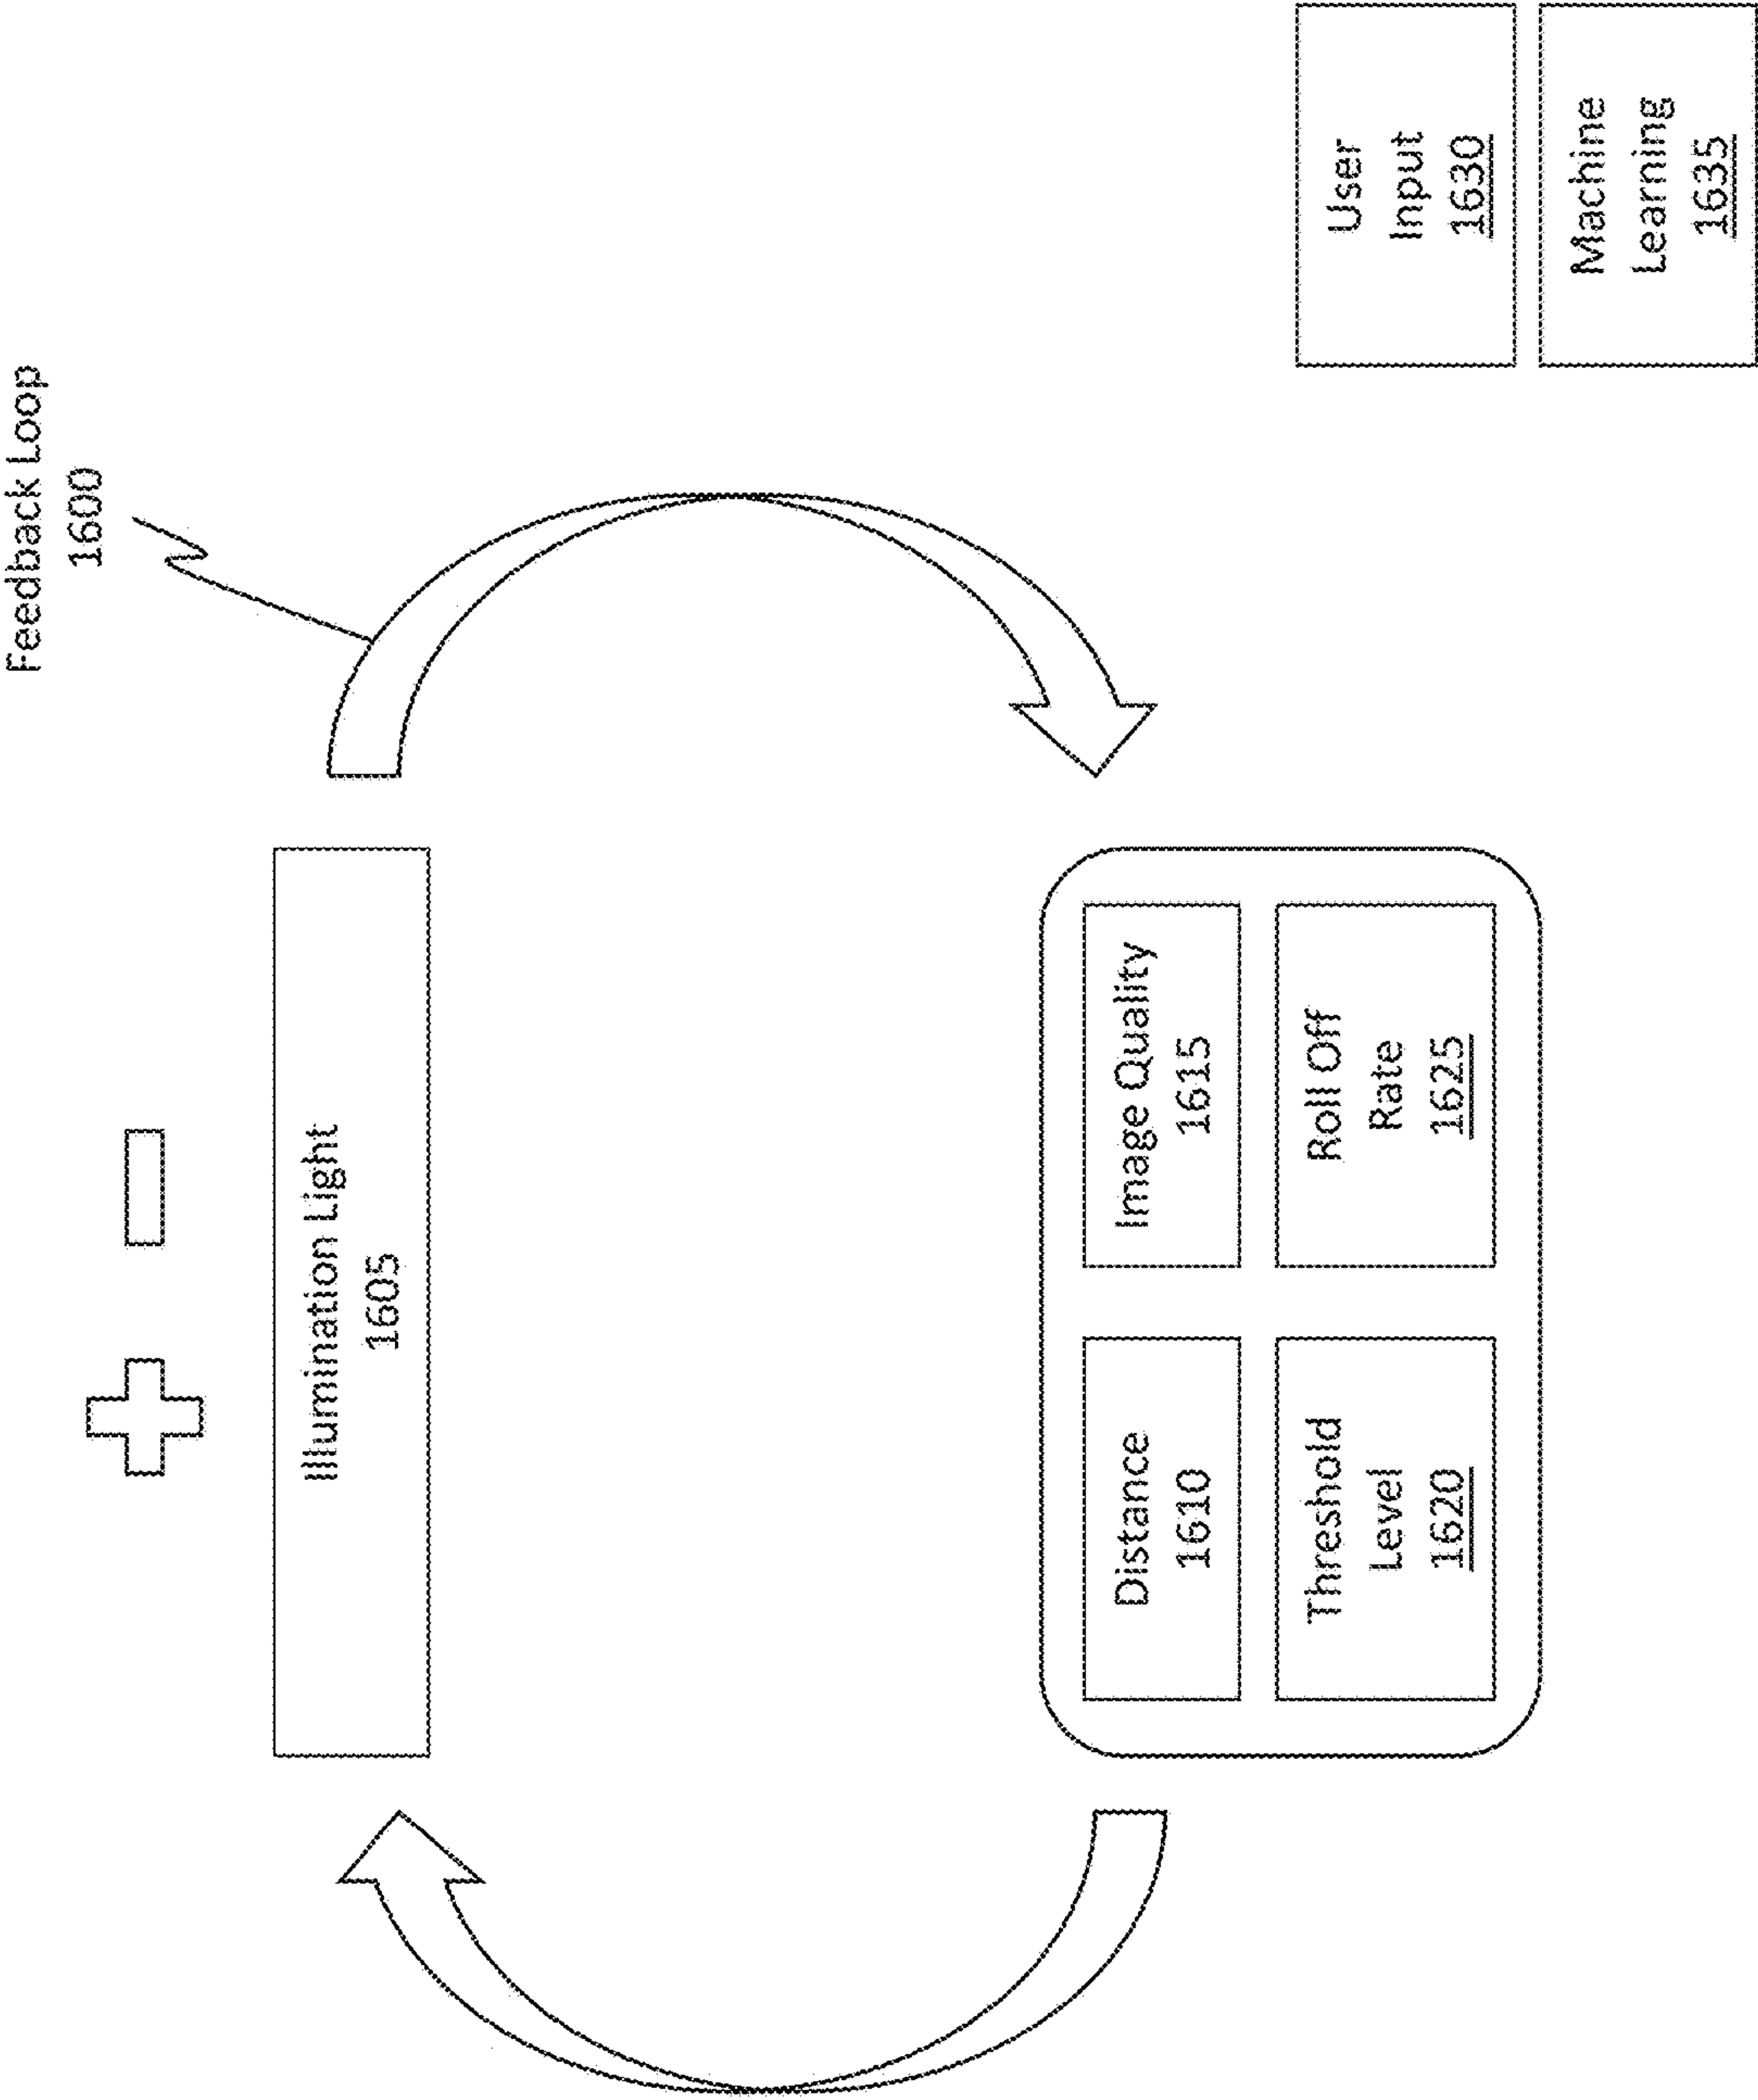 Feedback Loop
1600
Illumination Light
1605
Distance
1610
Image Quality
1615
Threshold
Level
1620
Roll Off
Rate
1625
User
Input
1630
Machine
Learning
1635